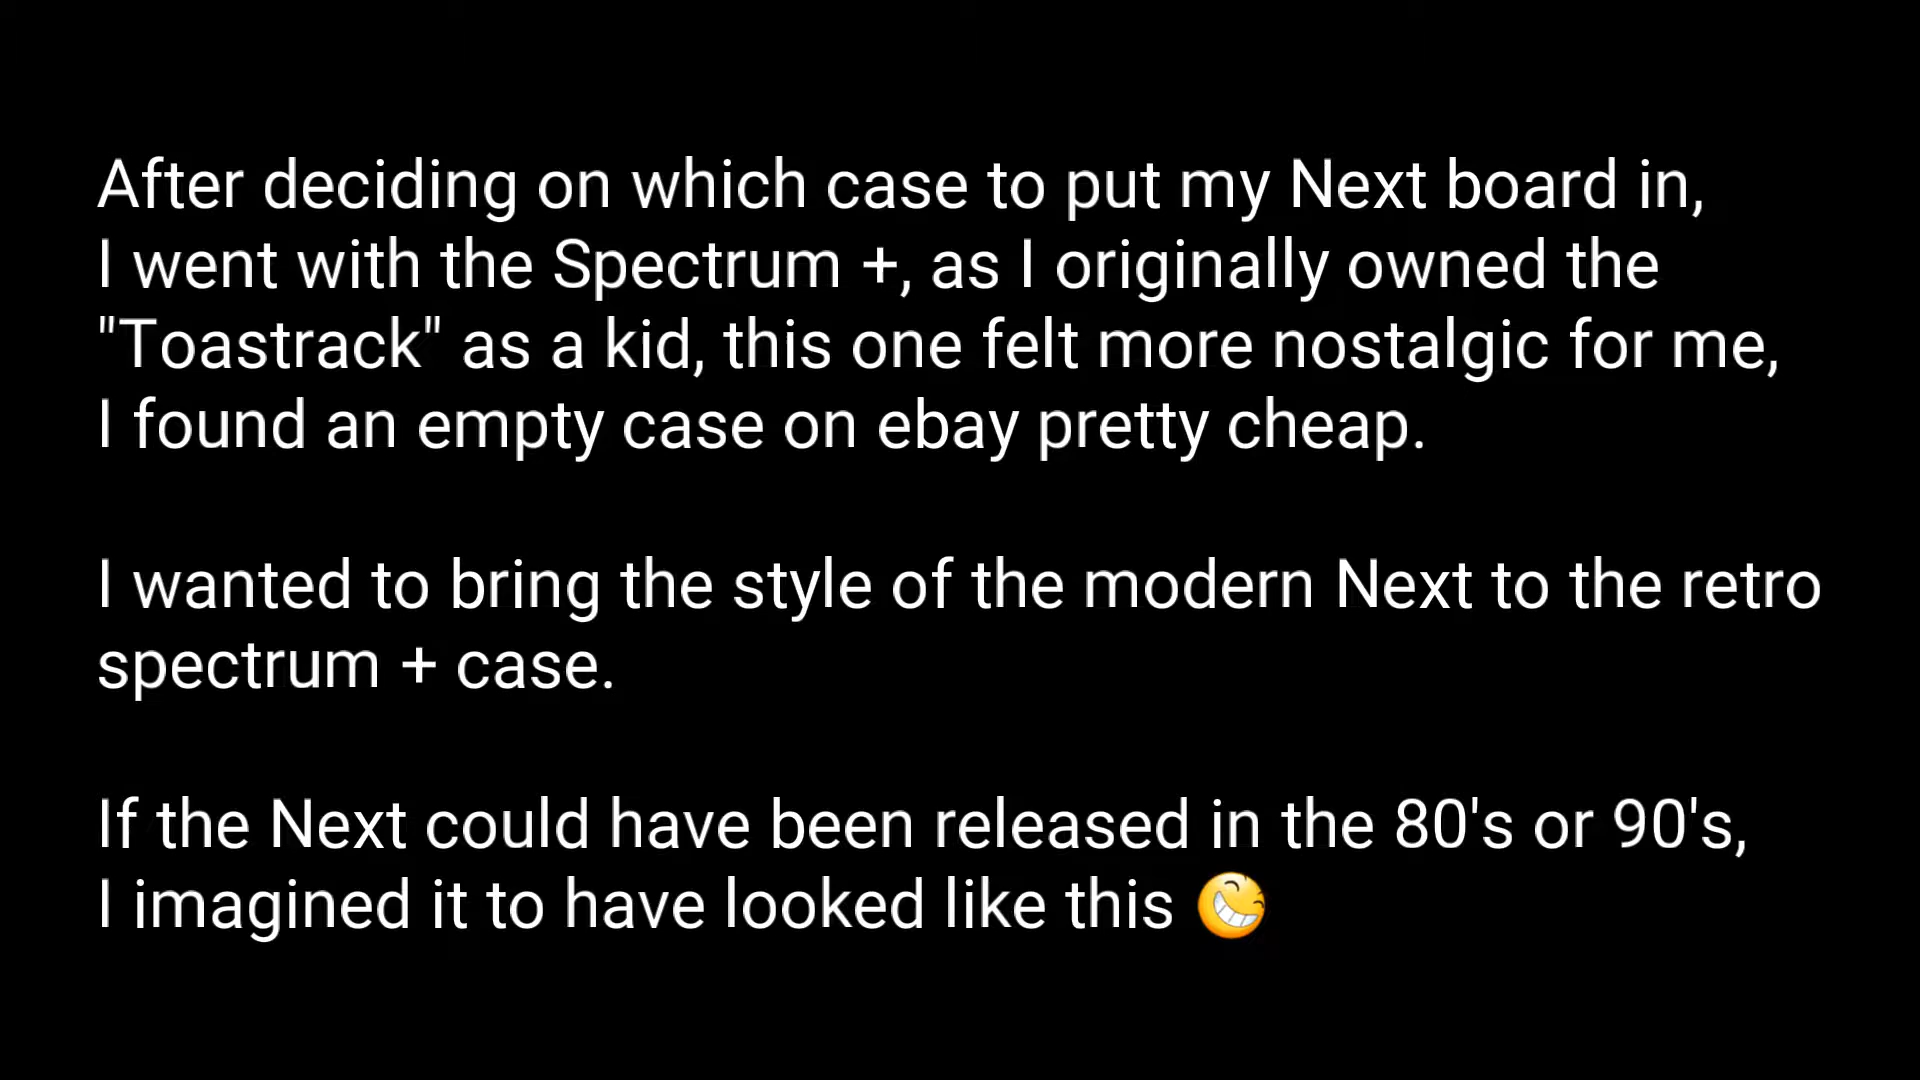 After deciding on which case to put my Next board in,
I went with the Spectrum +, as I originally owned the
"Toastrack" as a kid, this one felt more nostalgic for me,
I found an empty case on ebay pretty cheap.
I wanted to bring the style of the modern Next to the retro
spectrum + case.
If the Next could have been released in the 80's or 90's,
I imagined it to have looked like this 😆